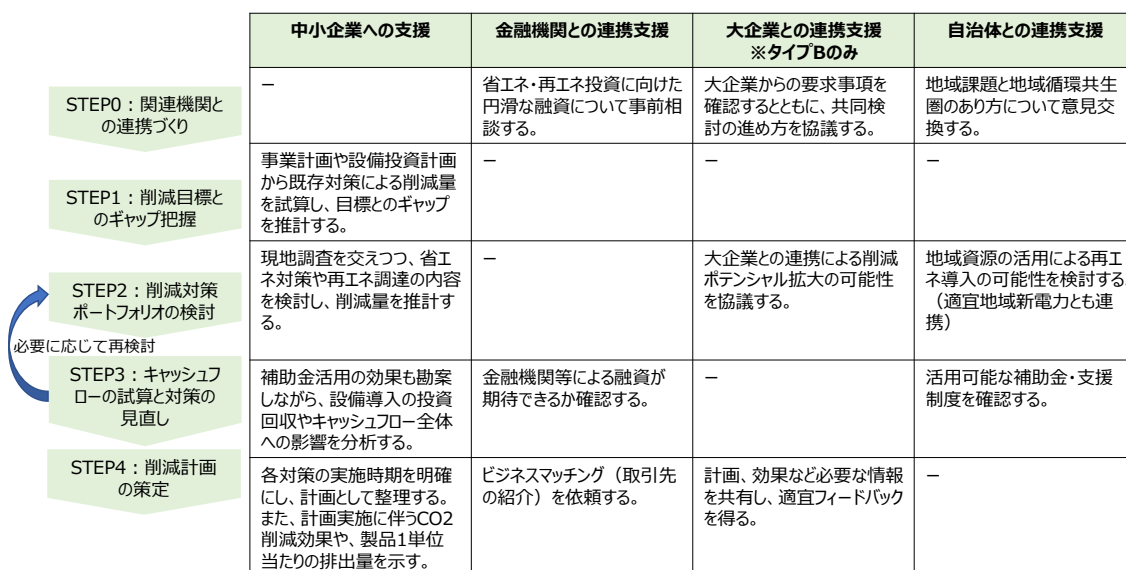 中小企業への支援
金融機関との連携支援
大企業との連携支援
※タイプBのみ
自治体との連携支援
STEP0：関連機関と
の連携づくり
－
省エネ・再エネ投資に向けた
円滑な融資について事前相
談する。
大企業からの要求事項を
確認するとともに、共同検
討の進め方を協議する。
地域課題と地域循環共生
圏のあり方について意見交
換する。
STEP1：削減目標と
のギャップ把握
事業計画や設備投資計画
から既存対策による削減量
を試算し、目標とのギャップ
を推計する。
－
－
－
STEP2：削減対策
ポートフォリオの検討
現地調査を交えつつ、省エ
ネ対策や再エネ調達の内容
を検討し、削減量を推計す
る。
－
大企業との連携による削減
ポテンシャル拡大の可能性
を協議する。
地域資源の活用による再エ
ネ導入の可能性を検討する
（適宜地域新電力とも連
携）
必要に応じて再検討
STEP3：キャッシュフ
ローの試算と対策の
見直し
補助金活用の効果も勘案
しながら、設備導入の投資
回収やキャッシュフロー全体
への影響を分析する。
金融機関等による融資が
期待できるか確認する。
－
活用可能な補助金・支援
制度を確認する。
STEP4：削減計画
の策定
各対策の実施時期を明確
にし、計画として整理する。
また、計画実施に伴うCO2
削減効果や、製品1単位
当たりの排出量を示す。
ビジネスマッチング（取引先
の紹介）を依頼する。
計画、効果など必要な情報
を共有し、適宜フィードバック
を得る。
－